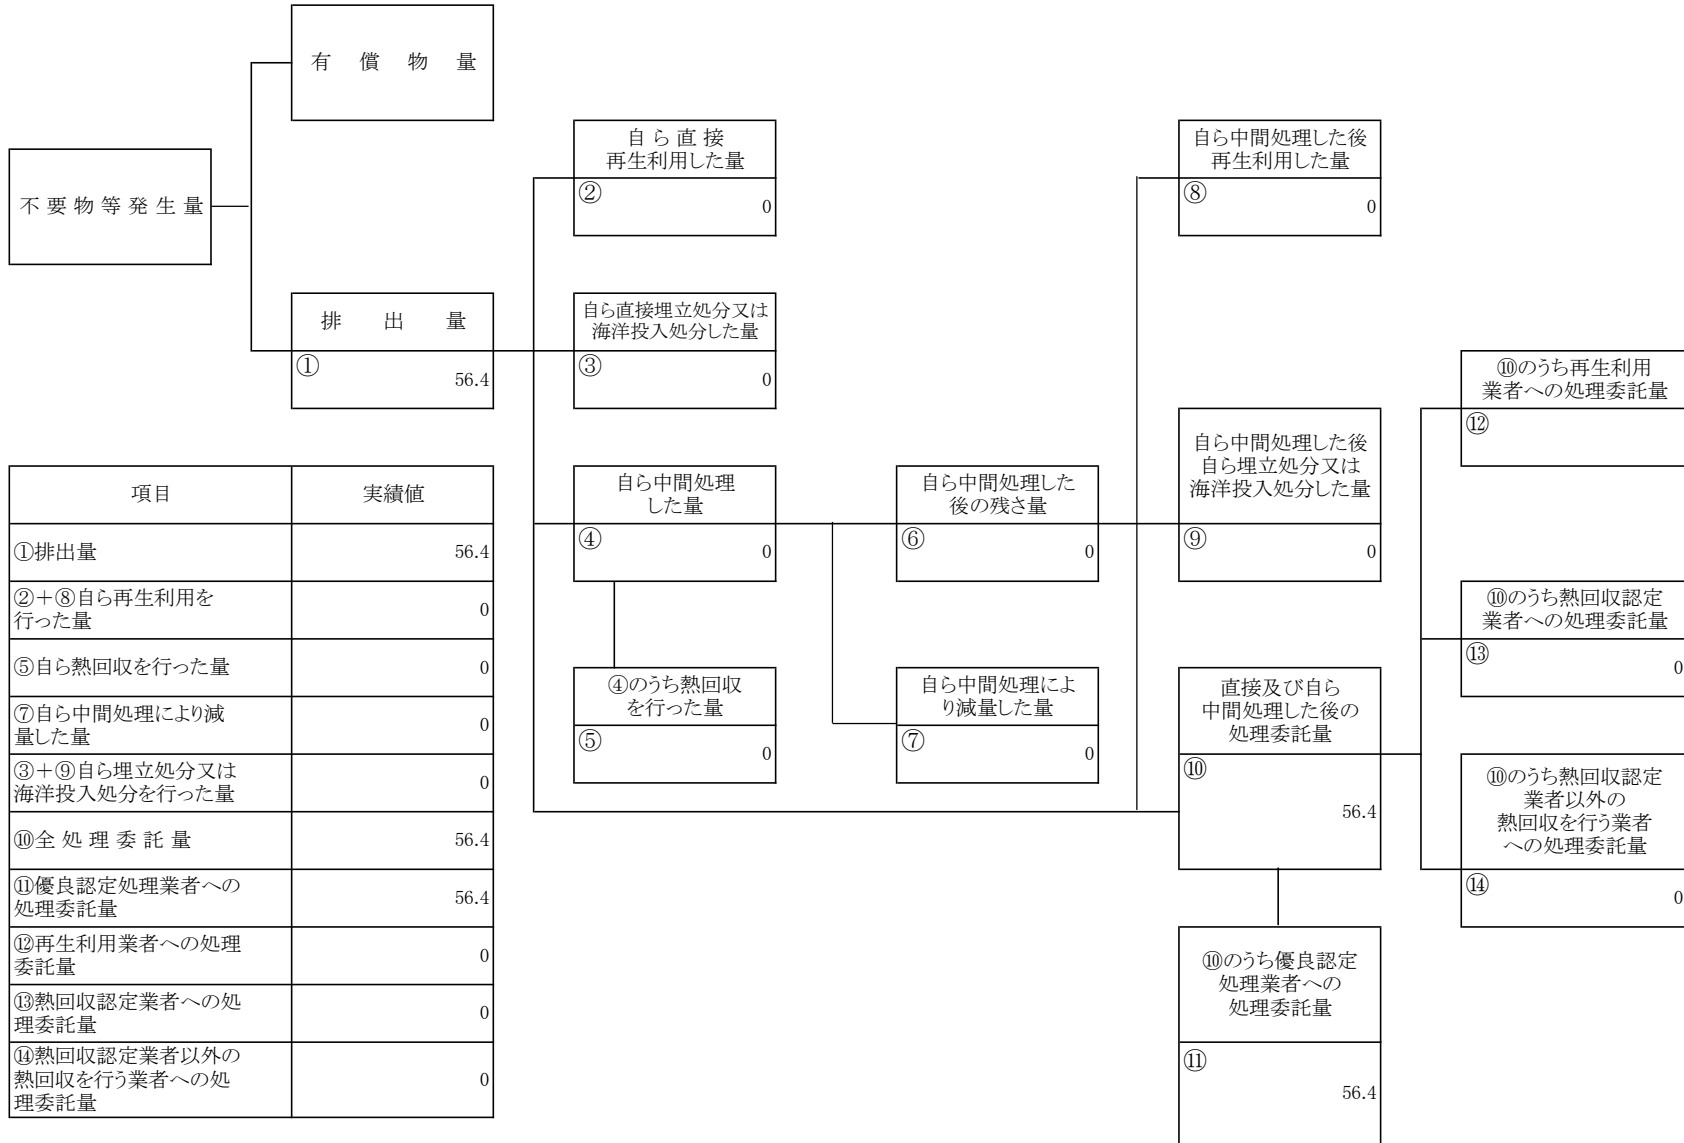 有 償 物 量
不 要 物 等 発 生 量
排 出 量
①
56.4
自 ら 直 接
再生利用した量
②
0
自ら直接埋立処分又は
海洋投入処分した量
③
0
自ら中間処理
した量
④
0
④のうち熱回収
を行った量
⑤
0
自ら中間処理した
後の残さ量
⑥
0
自ら中間処理によ
り減量した量
⑦
0
自ら中間処理した後
再生利用した量
⑧
0
自ら中間処理した後
自ら埋立処分又は
海洋投入処分した量
⑨
0
直接及び自ら
中間処理した後の
処理委託量
⑩
56.4
⑩のうち優良認定
処理業者への
処理委託量
⑪
56.4
⑩のうち再生利用
業者への処理委託量
⑫
⑩のうち熱回収認定
業者への処理委託量
⑬
0
⑩のうち熱回収認定
業者以外の
熱回収を行う業者
への処理委託量
⑭
0
項目 実績値
①排出量 56.4
②＋⑧自ら再生利用を
行った量 0
⑤自ら熱回収を行った量 0
⑦自ら中間処理により減
量した量 0
③＋⑨自ら埋立処分又は
海洋投入処分を行った量 0
⑩全 処 理 委 託 量 56.4
⑪優良認定処理業者への
処理委託量 56.4
⑫再生利用業者への処理
委託量 0
⑬熱回収認定業者への処
理委託量 0
⑭熱回収認定業者以外の
熱回収を行う業者への処
理委託量 0